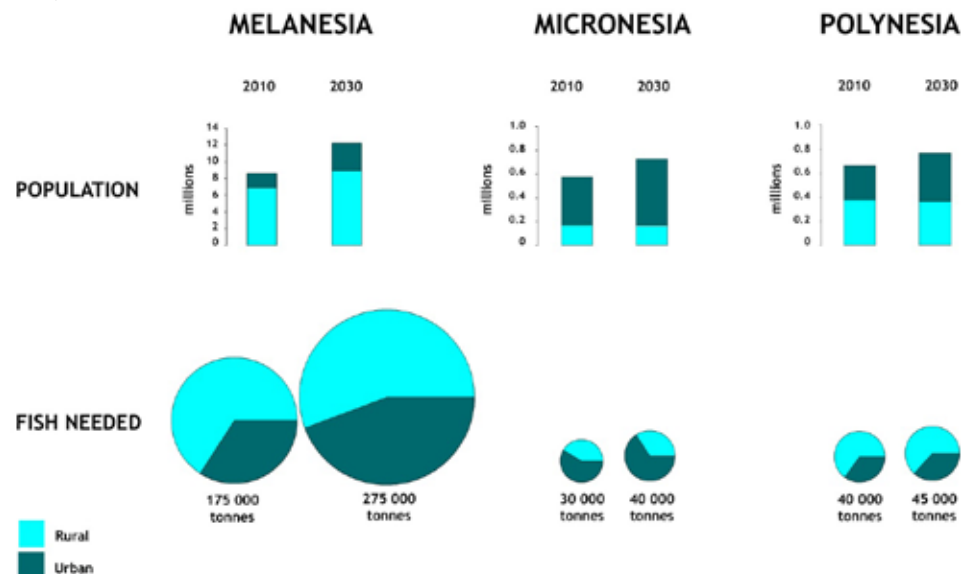 MELANESIA MICRONESIA POLYNESIA
2010 2030 2010 2030 2010 2030
POPULATION
millions
14
12
10
8
6
4
2
0
millions
1.0
0.8
0.6
0.4
0.2
0
millions
1.0
0.8
0.6
0.4
0.2
0
FISH NEEDED
175 000
tonnes
275 000
tonnes
30 000
tonnes
40 000
tonnes
40 000
tonnes
45 000
tonnes
Rural
Urban